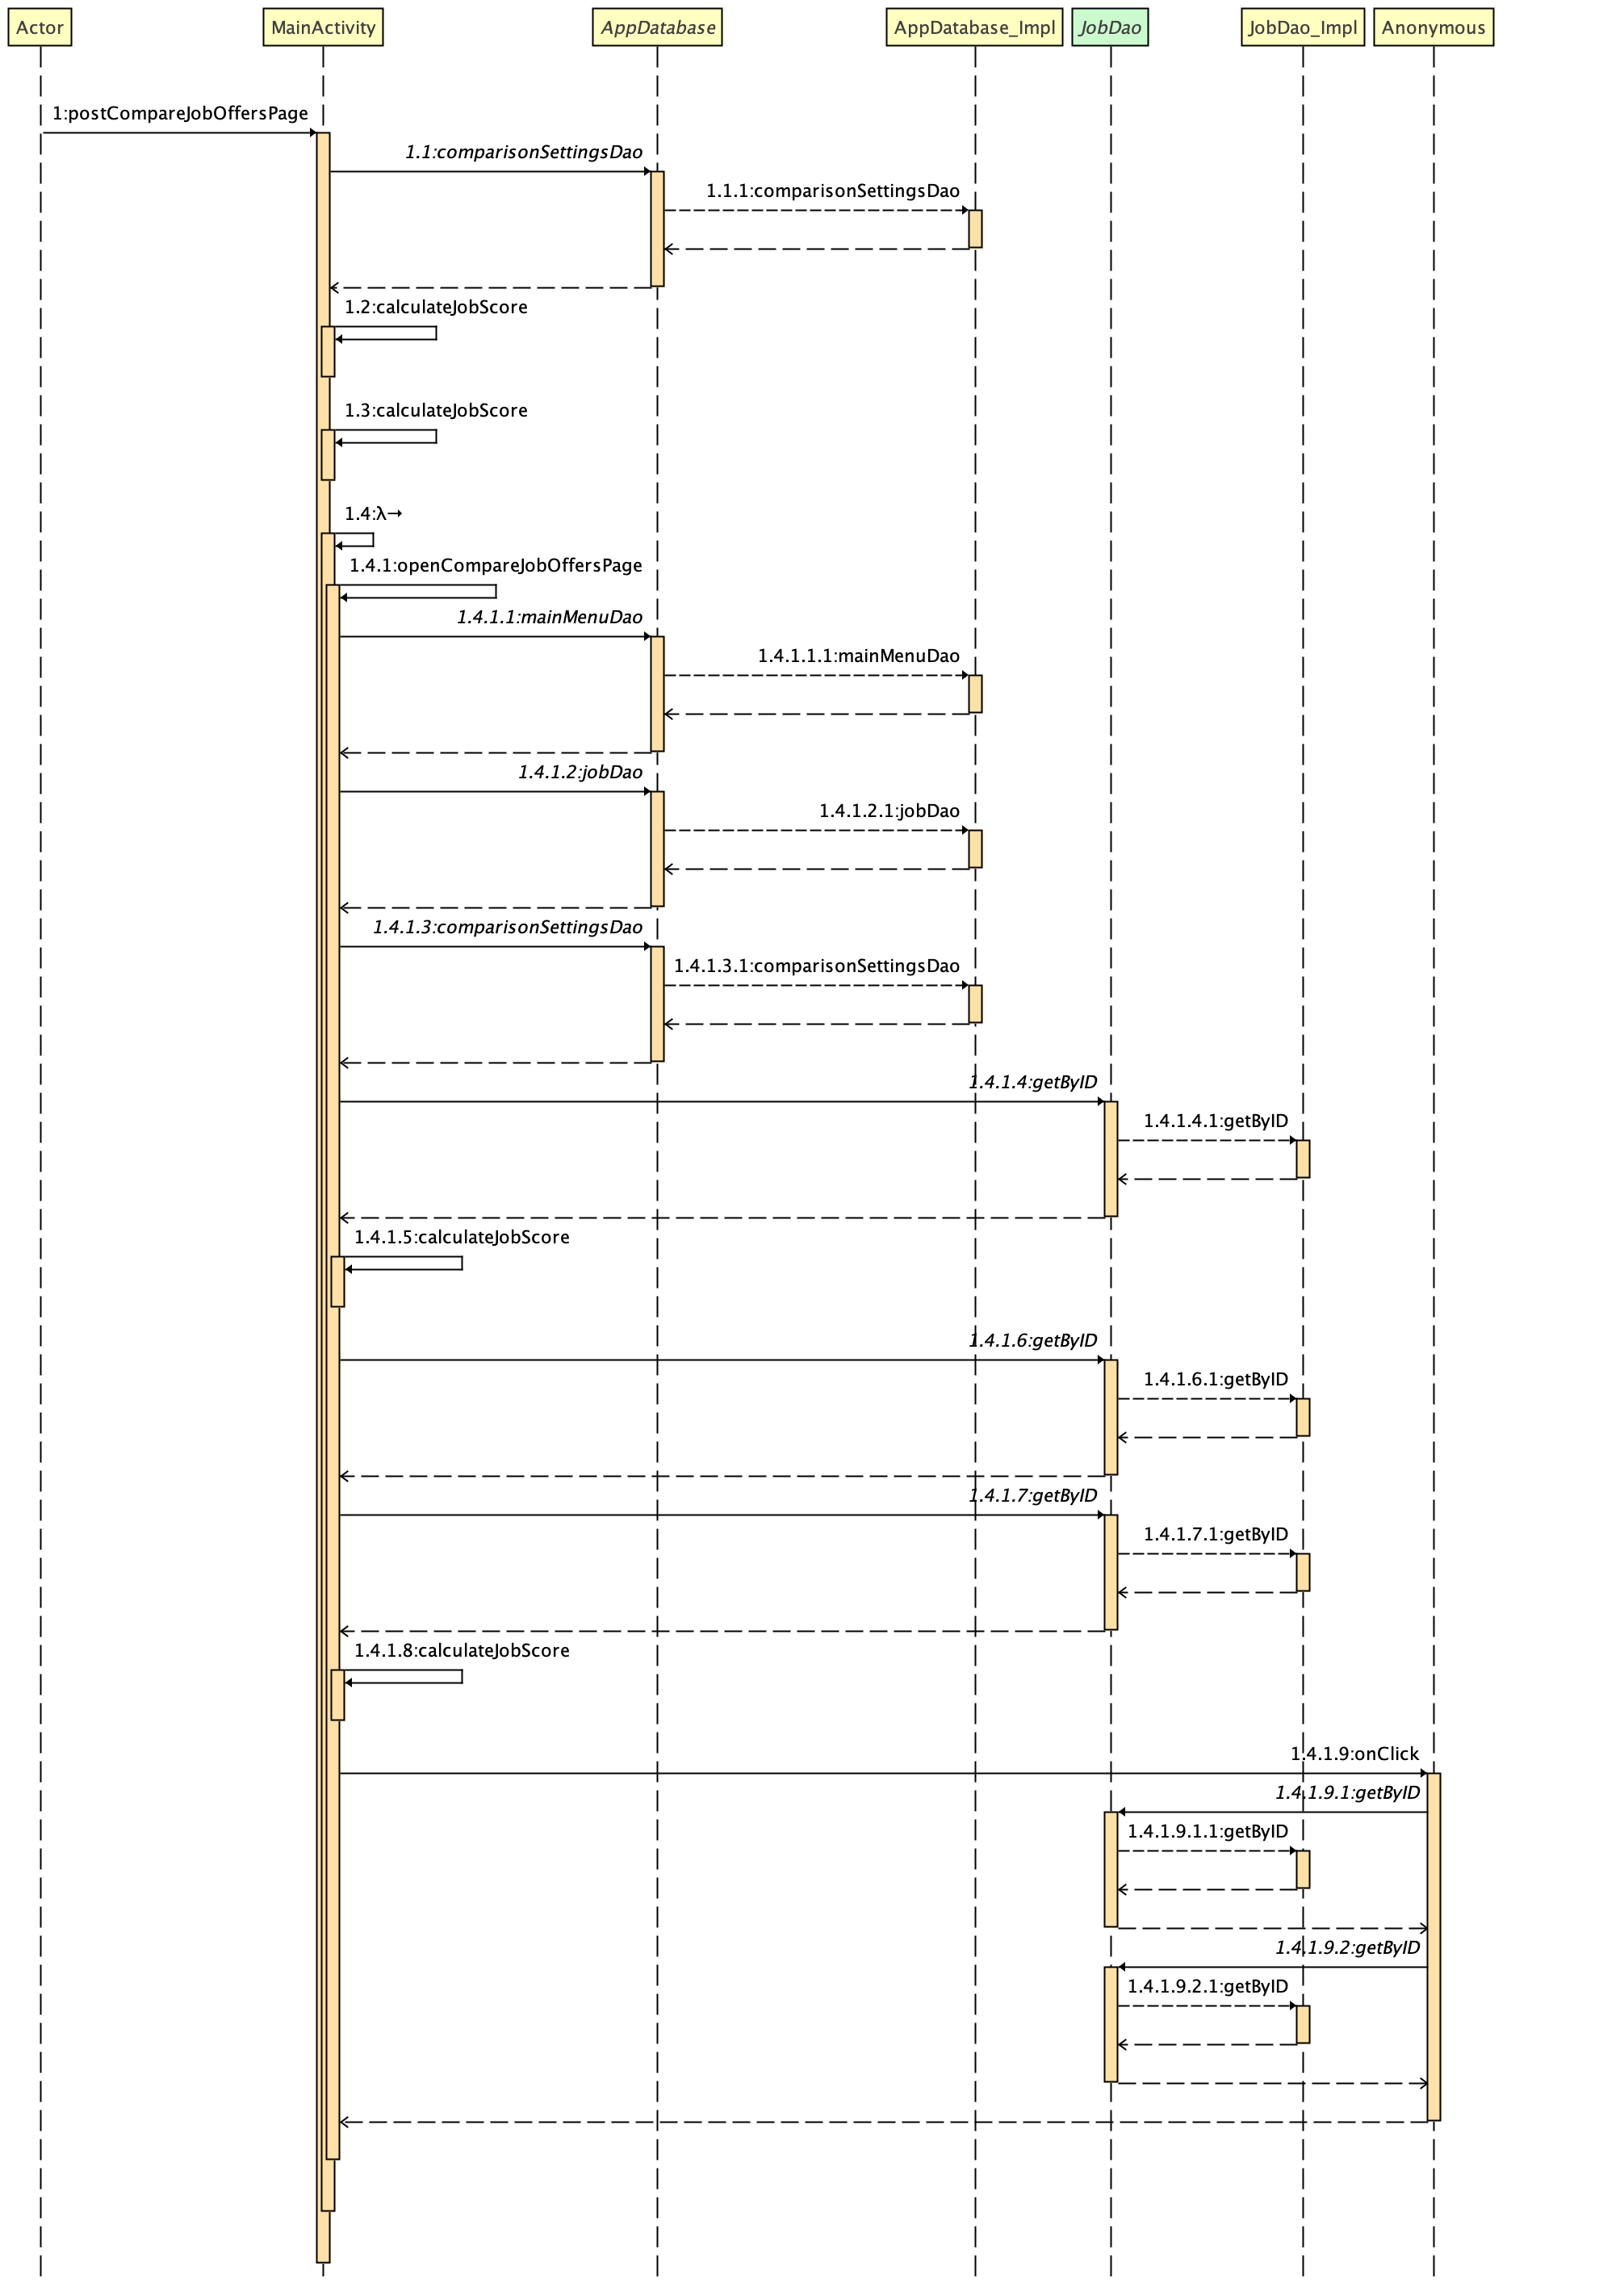 Actor
MainActivity
AppDatabase
AppDatabase_Impl
JobDao
JobDao_Impl
Anonymous
1:postCompareJobOffersPage
1.1:comparisonSettingsDao
1.1.1:comparisonSettingsDao
1.2:calculateJobScore
1.3:calculateJobScore
1.4:λ→
1.4.1:openCompareJobOffersPage
1.4.1.1:mainMenuDao
1.4.1.1.1:mainMenuDao
1.4.1.2:jobDao
1.4.1.2.1:jobDao
1.4.1.3:comparisonSettingsDao
1.4.1.3.1:comparisonSettingsDao
1.4.1.4:getByID
1.4.1.4.1:getByID
1.4.1.5:calculateJobScore
1.4.1.6:getByID
1.4.1.6.1:getByID
1.4.1.7:getByID
1.4.1.7.1:getByID
1.4.1.8:calculateJobScore
1.4.1.9:onClick
1.4.1.9.1:getByID
1.4.1.9.1.1:getByID
1.4.1.9.2:getByID
1.4.1.9.2.1:getByID